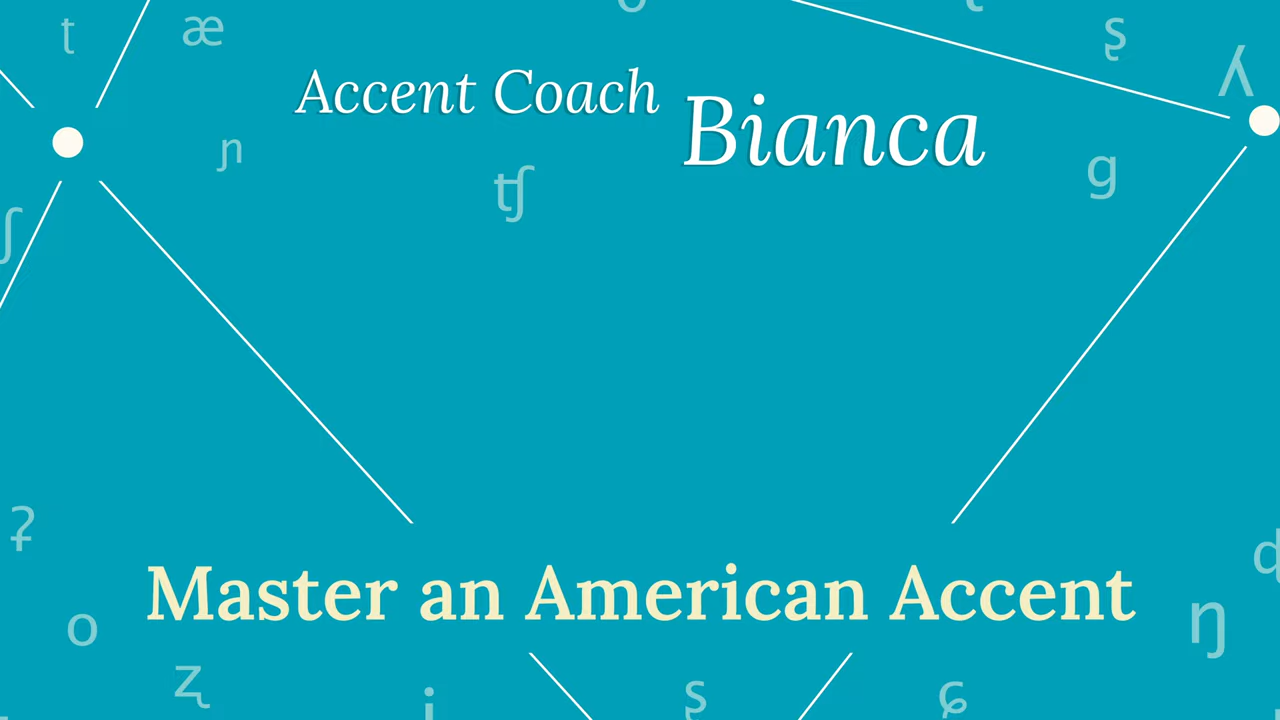 t
æ
ʂ
ʎ
Accent Coach Bianca
ɲ
ʧ
g
ʃ
ʔ
Master an American Accent
o
ŋ
ʐ
i
ʂ
ɕ